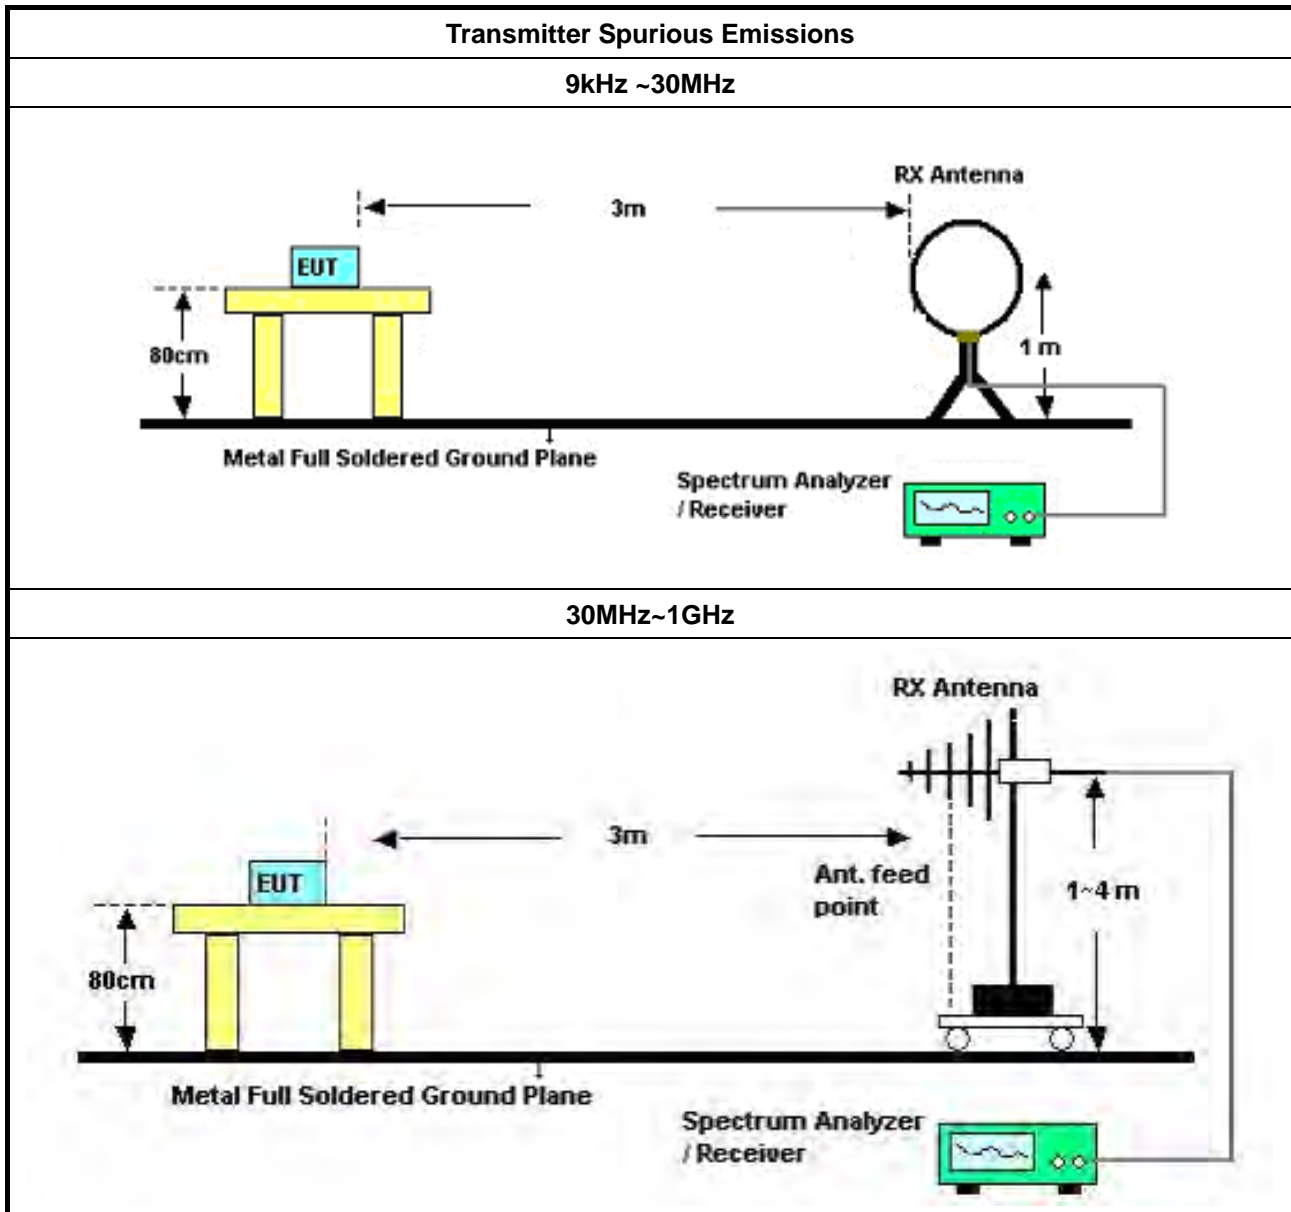 Transmitter Spurious Emissions
9kHz ~30MHz
RX Antenna
3m
EUT
80cm
1 m
Metal Full Soldered Ground Plane
Spectrum Analyzer
/ Receiver
30MHz~1GHz
RX Antenna
3m
Ant. feed
point
EUT
1~4 m
80cm
Metal Full Soldered Ground Plane
Spectrum Analyzer
/ Receiver